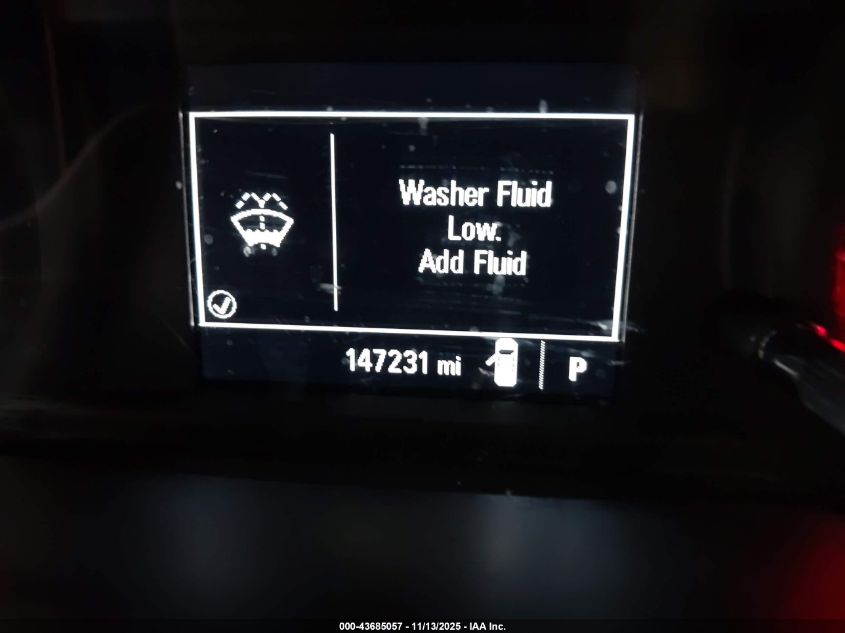 Washer Fluid
Low.
Add Fluid
147231 mi
P
000-43685057 - 11/13/2025 - IAA Inc.